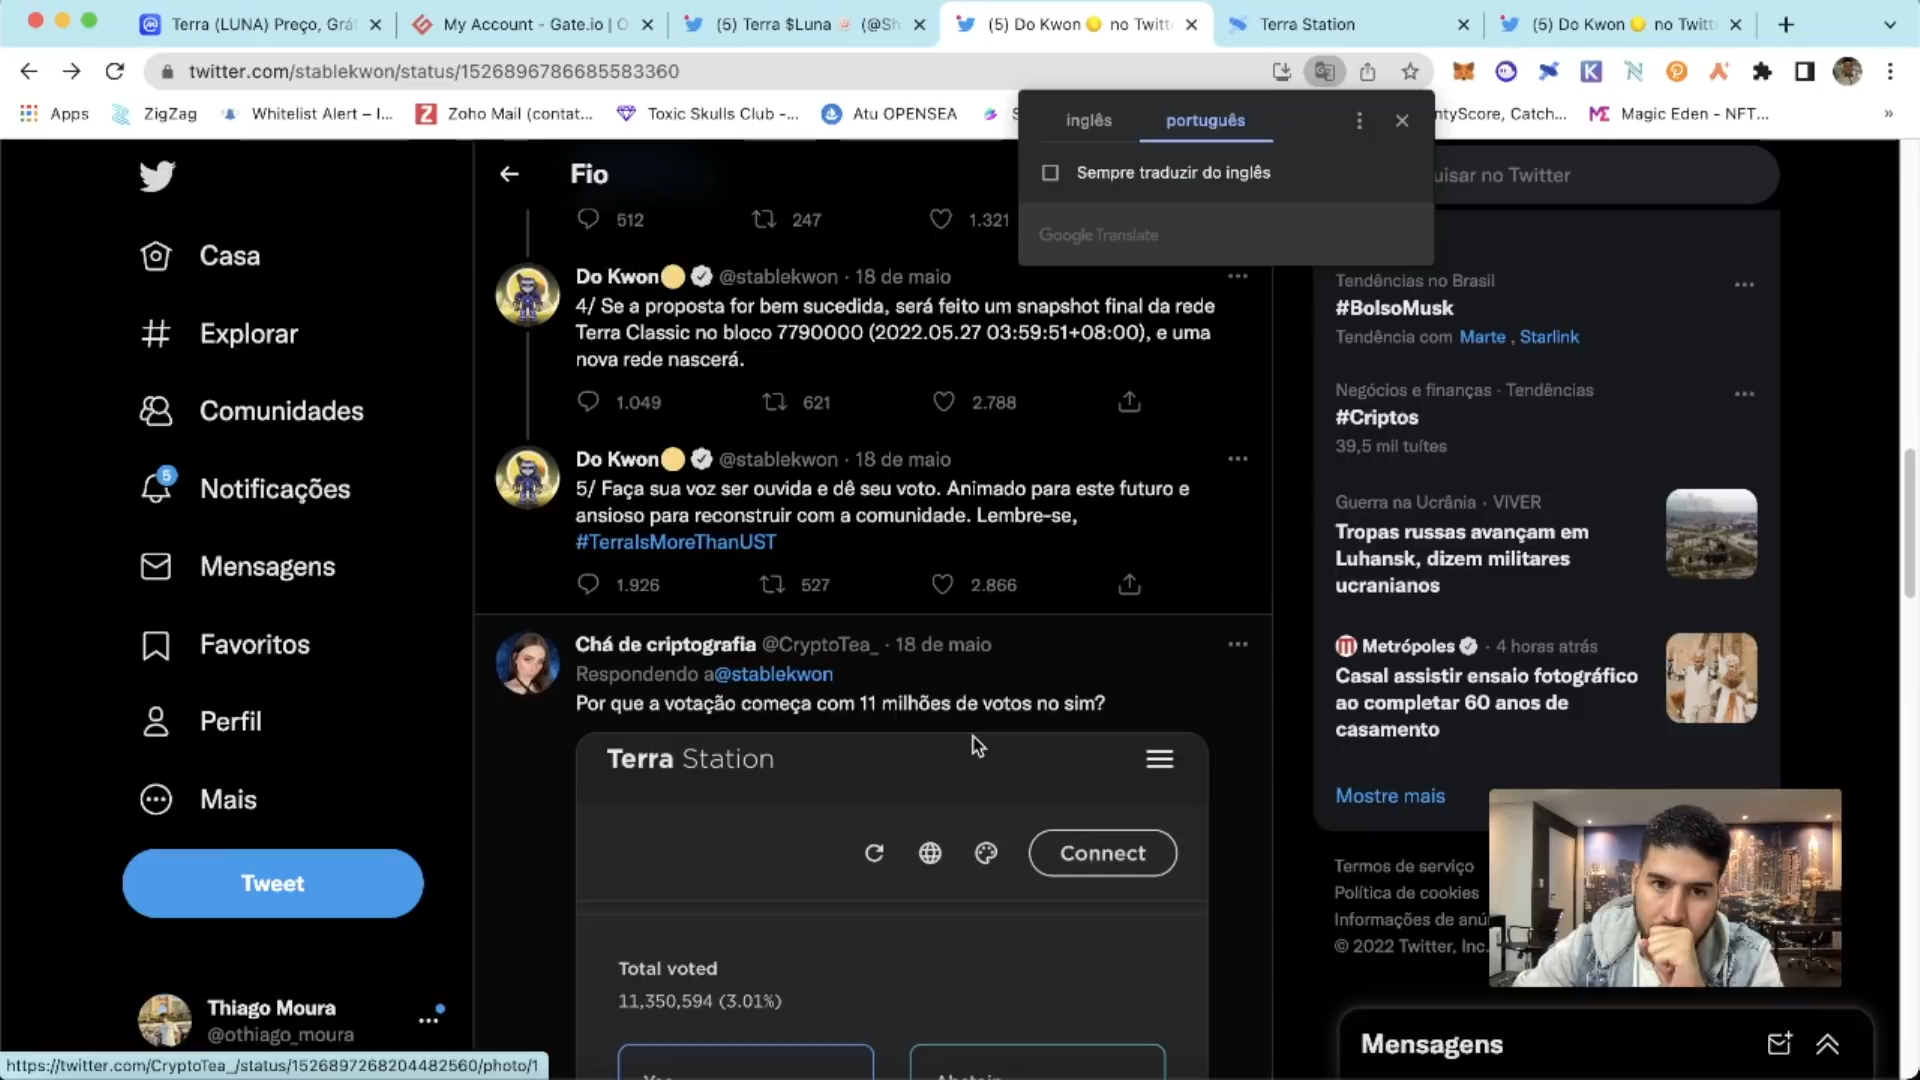 Terra (LUNA) Preço, Grá
My Account - Gate.io | O
(5) Terra $Luna (@Sh
(5) Do Kwon no Twitt
Terra Station
(5) Do Kwon no Twitt
twitter.com/stablekwon/status/1526896786685583360
Apps
ZigZag
Whitelist Alert – I...
Zoho Mail (contat...
Toxic Skulls Club -...
Atu OPENSEA
ntyScore, Catch...
Magic Eden - NFT...
»
inglês
português
Sempre traduzir do inglês
Google Translate
Casa
Explorar
Comunidades
5
Notificações
Mensagens
Favoritos
Perfil
Mais
Tweet
Thiago Moura
@othiago_moura
https://twitter.com/CryptoTea_/status/1526897268204482560/photo/1
Fio
512 247 1.321
Do Kwon @stablekwon · 18 de maio
4/ Se a proposta for bem sucedida, será feito um snapshot final da rede
Terra Classic no bloco 7790000 (2022.05.27 03:59:51+08:00), e uma
nova rede nascerá.
1.049 621 2.788
Do Kwon @stablekwon · 18 de maio
5/ Faça sua voz ser ouvida e dê seu voto. Animado para este futuro e
ansioso para reconstruir com a comunidade. Lembre-se,
#TerraIsMoreThanUST
1.926 527 2.866
Chá de criptografia @CryptoTea_ · 18 de maio
Respondendo a@stablekwon
Por que a votação começa com 11 milhões de votos no sim?
Terra Station
Connect
Total voted
11,350,594 (3.01%)
uisar no Twitter
Tendências no Brasil
#BolsoMusk
Tendência com Marte , Starlink
Negócios e finanças · Tendências
#Criptos
39,5 mil tuítes
Guerra na Ucrânia · VIVER
Tropas russas avançam em
Luhansk, dizem militares
ucranianos
Metrópoles · 4 horas atrás
Casal assistir ensaio fotográfico
ao completar 60 anos de
casamento
Mostre mais
Termos de serviço
Política de cookies
Informações de anú
© 2022 Twitter, Inc.
Mensagens